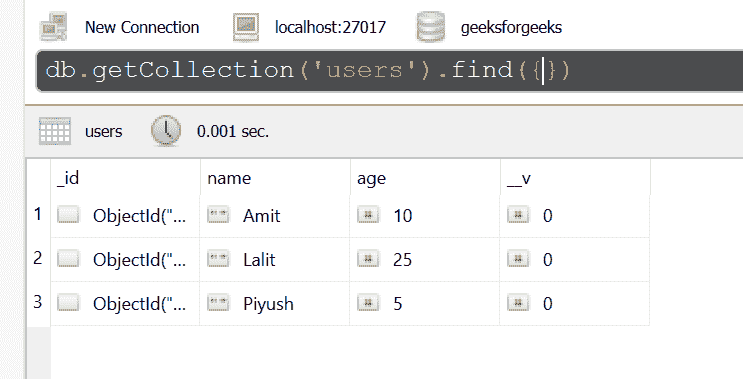 New Connection localhost:27017 geeksforgeeks
db.getCollection('users').find({})
users 0.001 sec.
_id name age __v
1 ObjectId("... Amit 10 0
2 ObjectId("... Lalit 25 0
3 ObjectId("... Piyush 5 0